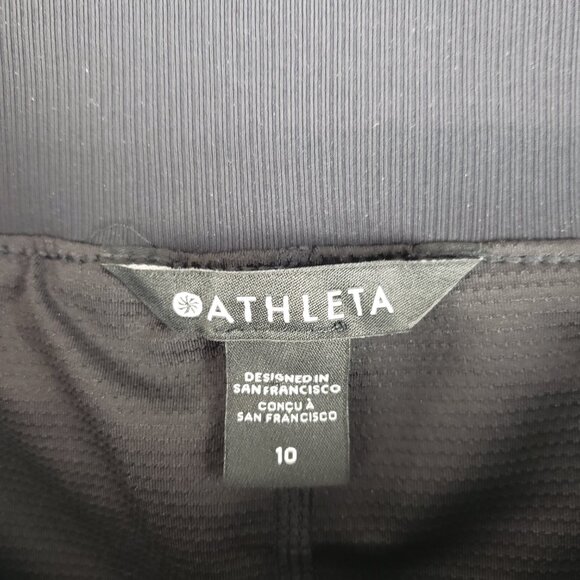 ATHLETA
DESIGNED IN
SAN FRANCISCO
CONÇU À
SAN FRANCISCO
10